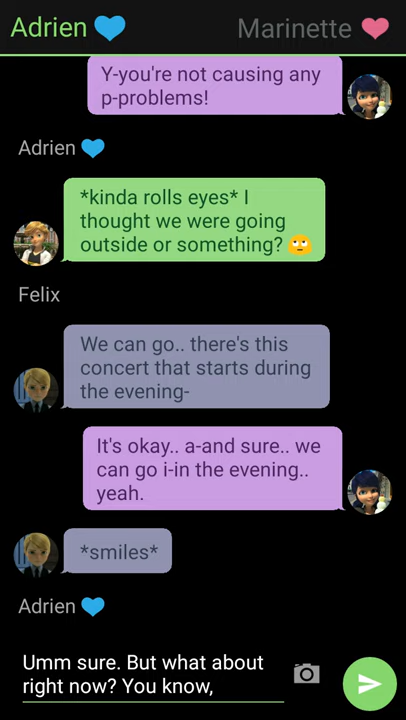 Adrien 💙 Marinette 🩷
Y-you're not causing any
p-problems!
Adrien 💙
*kinda rolls eyes* I
thought we were going
outside or something? 🙄
Felix
We can go.. there's this
concert that starts during
the evening-
It's okay.. a-and sure.. we
can go i-in the evening..
yeah.
*smiles*
Adrien 💙
Umm sure. But what about
right now? You know,